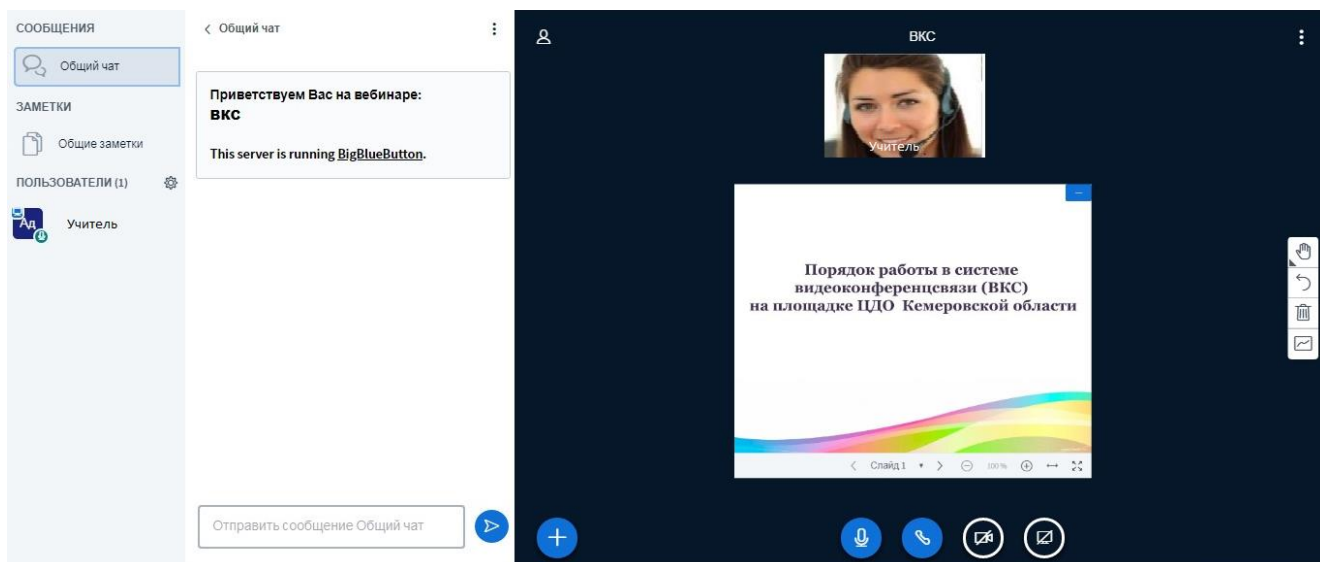 СООБЩЕНИЯ
Общий чат
ЗАМЕТКИ
Общие заметки
ПОЛЬЗОВАТЕЛИ (1)
Ад
Учитель
Общий чат
Приветствуем Вас на вебинаре:
ВКС
This server is running BigBlueButton.
Отправить сообщение Общий чат
ВКС
Учитель
Порядок работы в системе
видеоконференцсвязи (ВКС)
на площадке ЦДО Кемеровской области
Слайд 1
100%